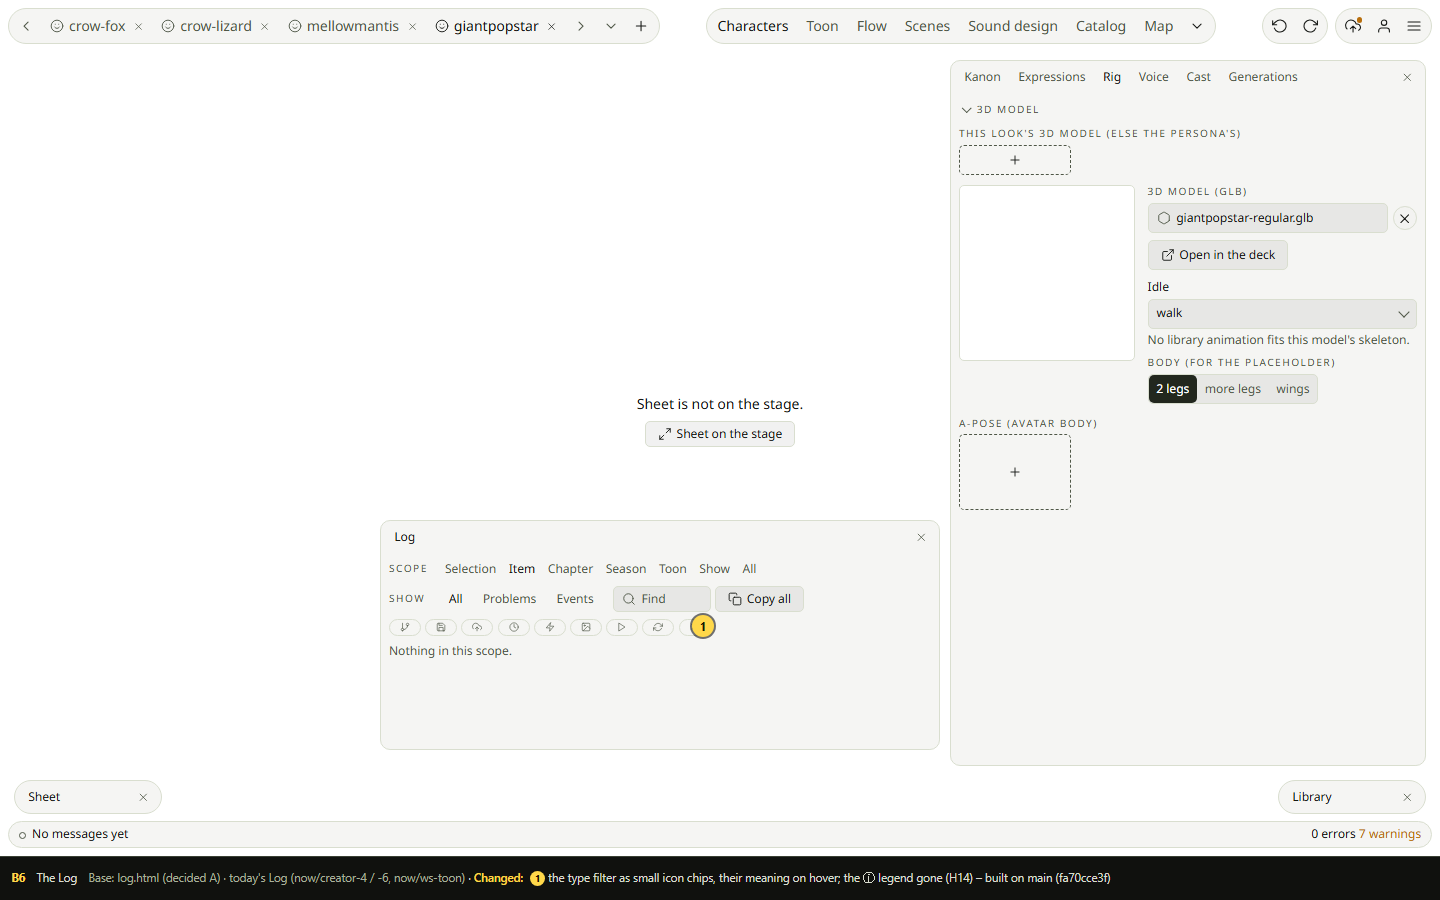 crow-fox crow-lizard mellowmantis giantpopstar
Characters Toon Flow Scenes Sound design Catalog Map
Kanon Expressions Rig Voice Cast Generations
3D MODEL
THIS LOOK'S 3D MODEL (ELSE THE PERSONA'S)
3D MODEL (GLB)
giantpopstar-regular.glb
Open in the deck
Idle
walk
No library animation fits this model's skeleton.
BODY (FOR THE PLACEHOLDER)
2 legs more legs wings
A-POSE (AVATAR BODY)
Sheet is not on the stage.
Sheet on the stage
Log
SCOPE Selection Item Chapter Season Toon Show All
SHOW All Problems Events Find Copy all
1
Nothing in this scope.
Sheet
Library
No messages yet
0 errors 7 warnings
B6 The Log Base: log.html (decided A) · today's Log (now/creator-4 / -6, now/ws-toon) · Changed: 1 the type filter as small icon chips, their meaning on hover; the ⓘ legend gone (H14) – built on main (fa70cce3f)